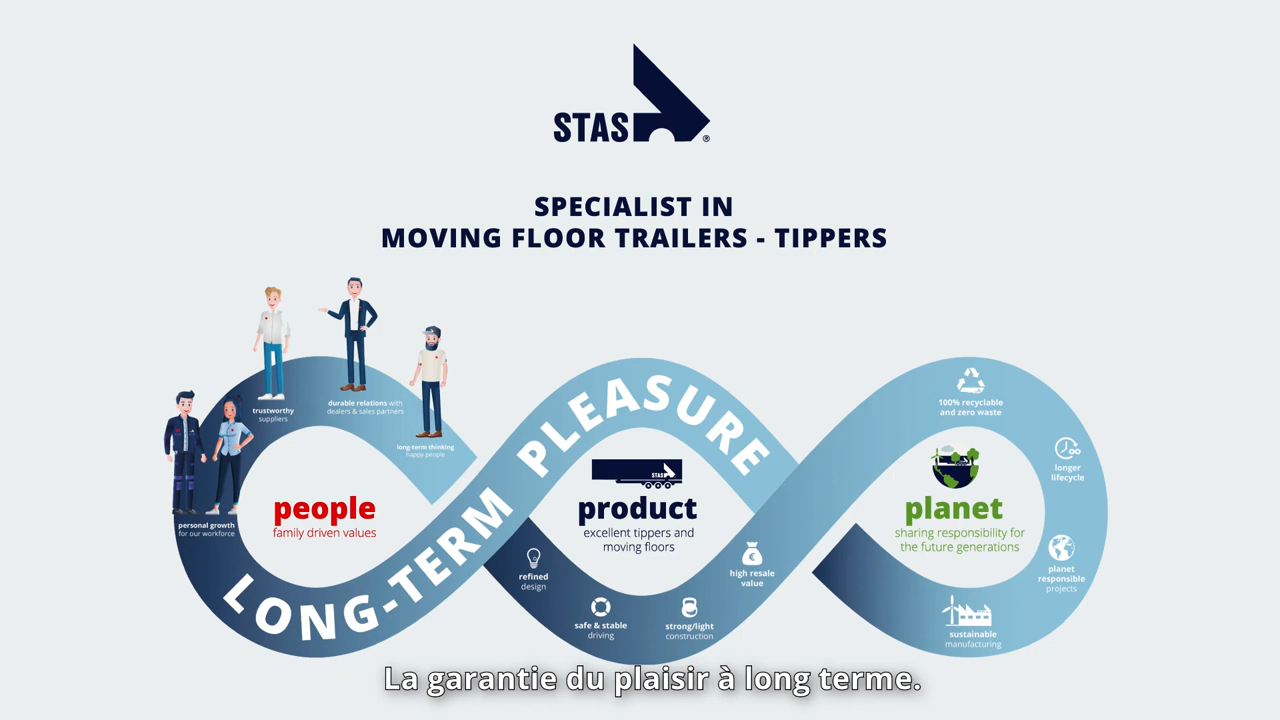 STAS®
SPECIALIST IN
MOVING FLOOR TRAILERS - TIPPERS
trustworthy
suppliers
durable relations with
dealers & sales partners
long-term thinking
happy people
personal growth
for our workforce
people
family driven values
LONG-TERM PLEASURE
STAS
product
excellent tippers and
moving floors
refined
design
safe & stable
driving
strong/light
construction
€
high resale
value
planet
sharing responsibility for
the future generations
100% recyclable
and zero waste
longer
lifecycle
planet
responsible
projects
sustainable
manufacturing
La garantie du plaisir à long terme.